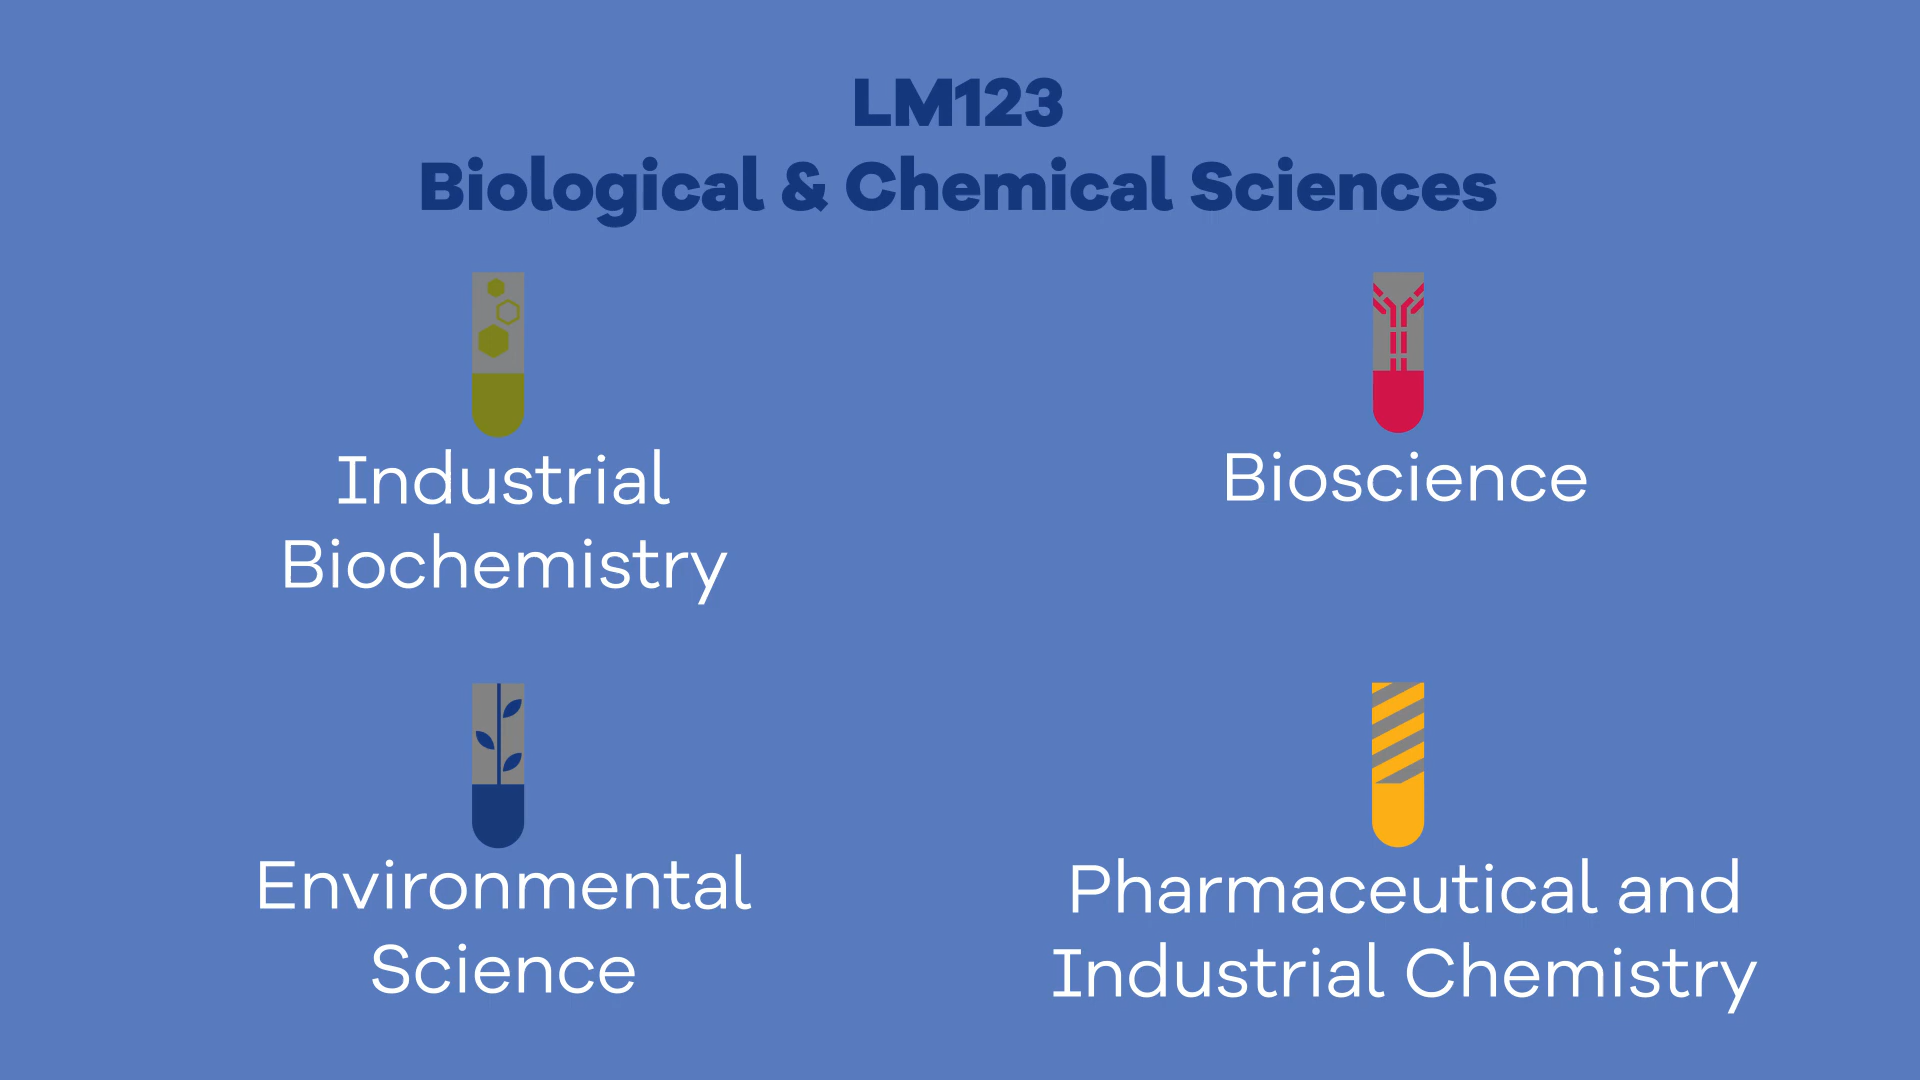 LM123
Biological & Chemical Sciences
Industrial
Biochemistry
Bioscience
Environmental
Science
Pharmaceutical and
Industrial Chemistry